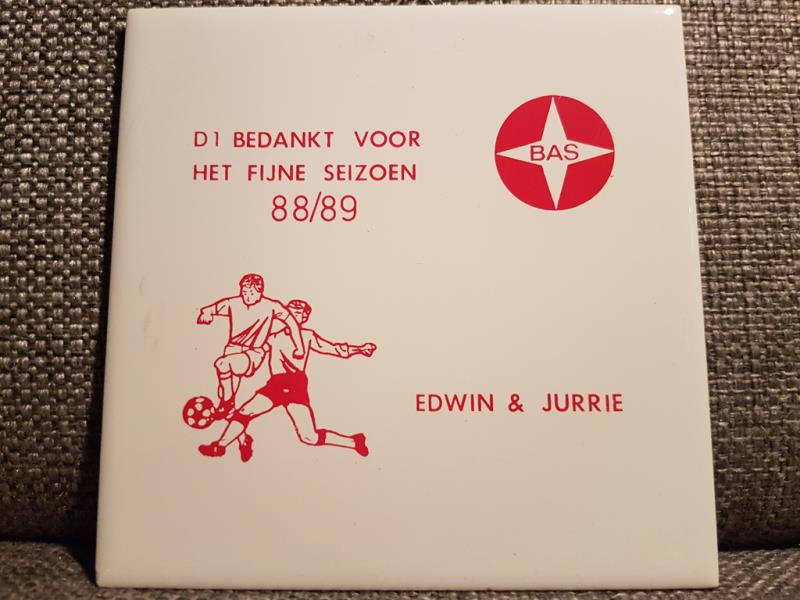 D1 BEDANKT VOOR
HET FIJNE SEIZOEN
88/89
BAS
EDWIN & JURRIE